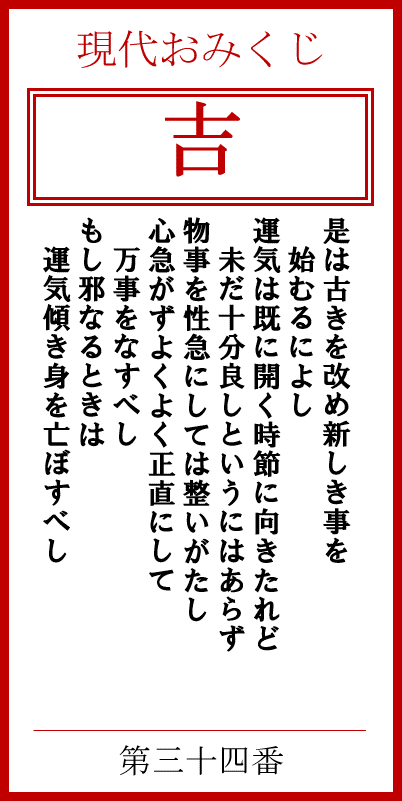 現代おみくじ
吉
是は古きを改め新しき事を
始むるによし
運気は既に開く時節に向きたれど
未だ十分良しというにはあらず
物事を性急にしては整いがたし
心急がずよくよく正直にして
万事をなすべし
もし邪なるときは
運気傾き身を亡ぼすべし
第三十四番